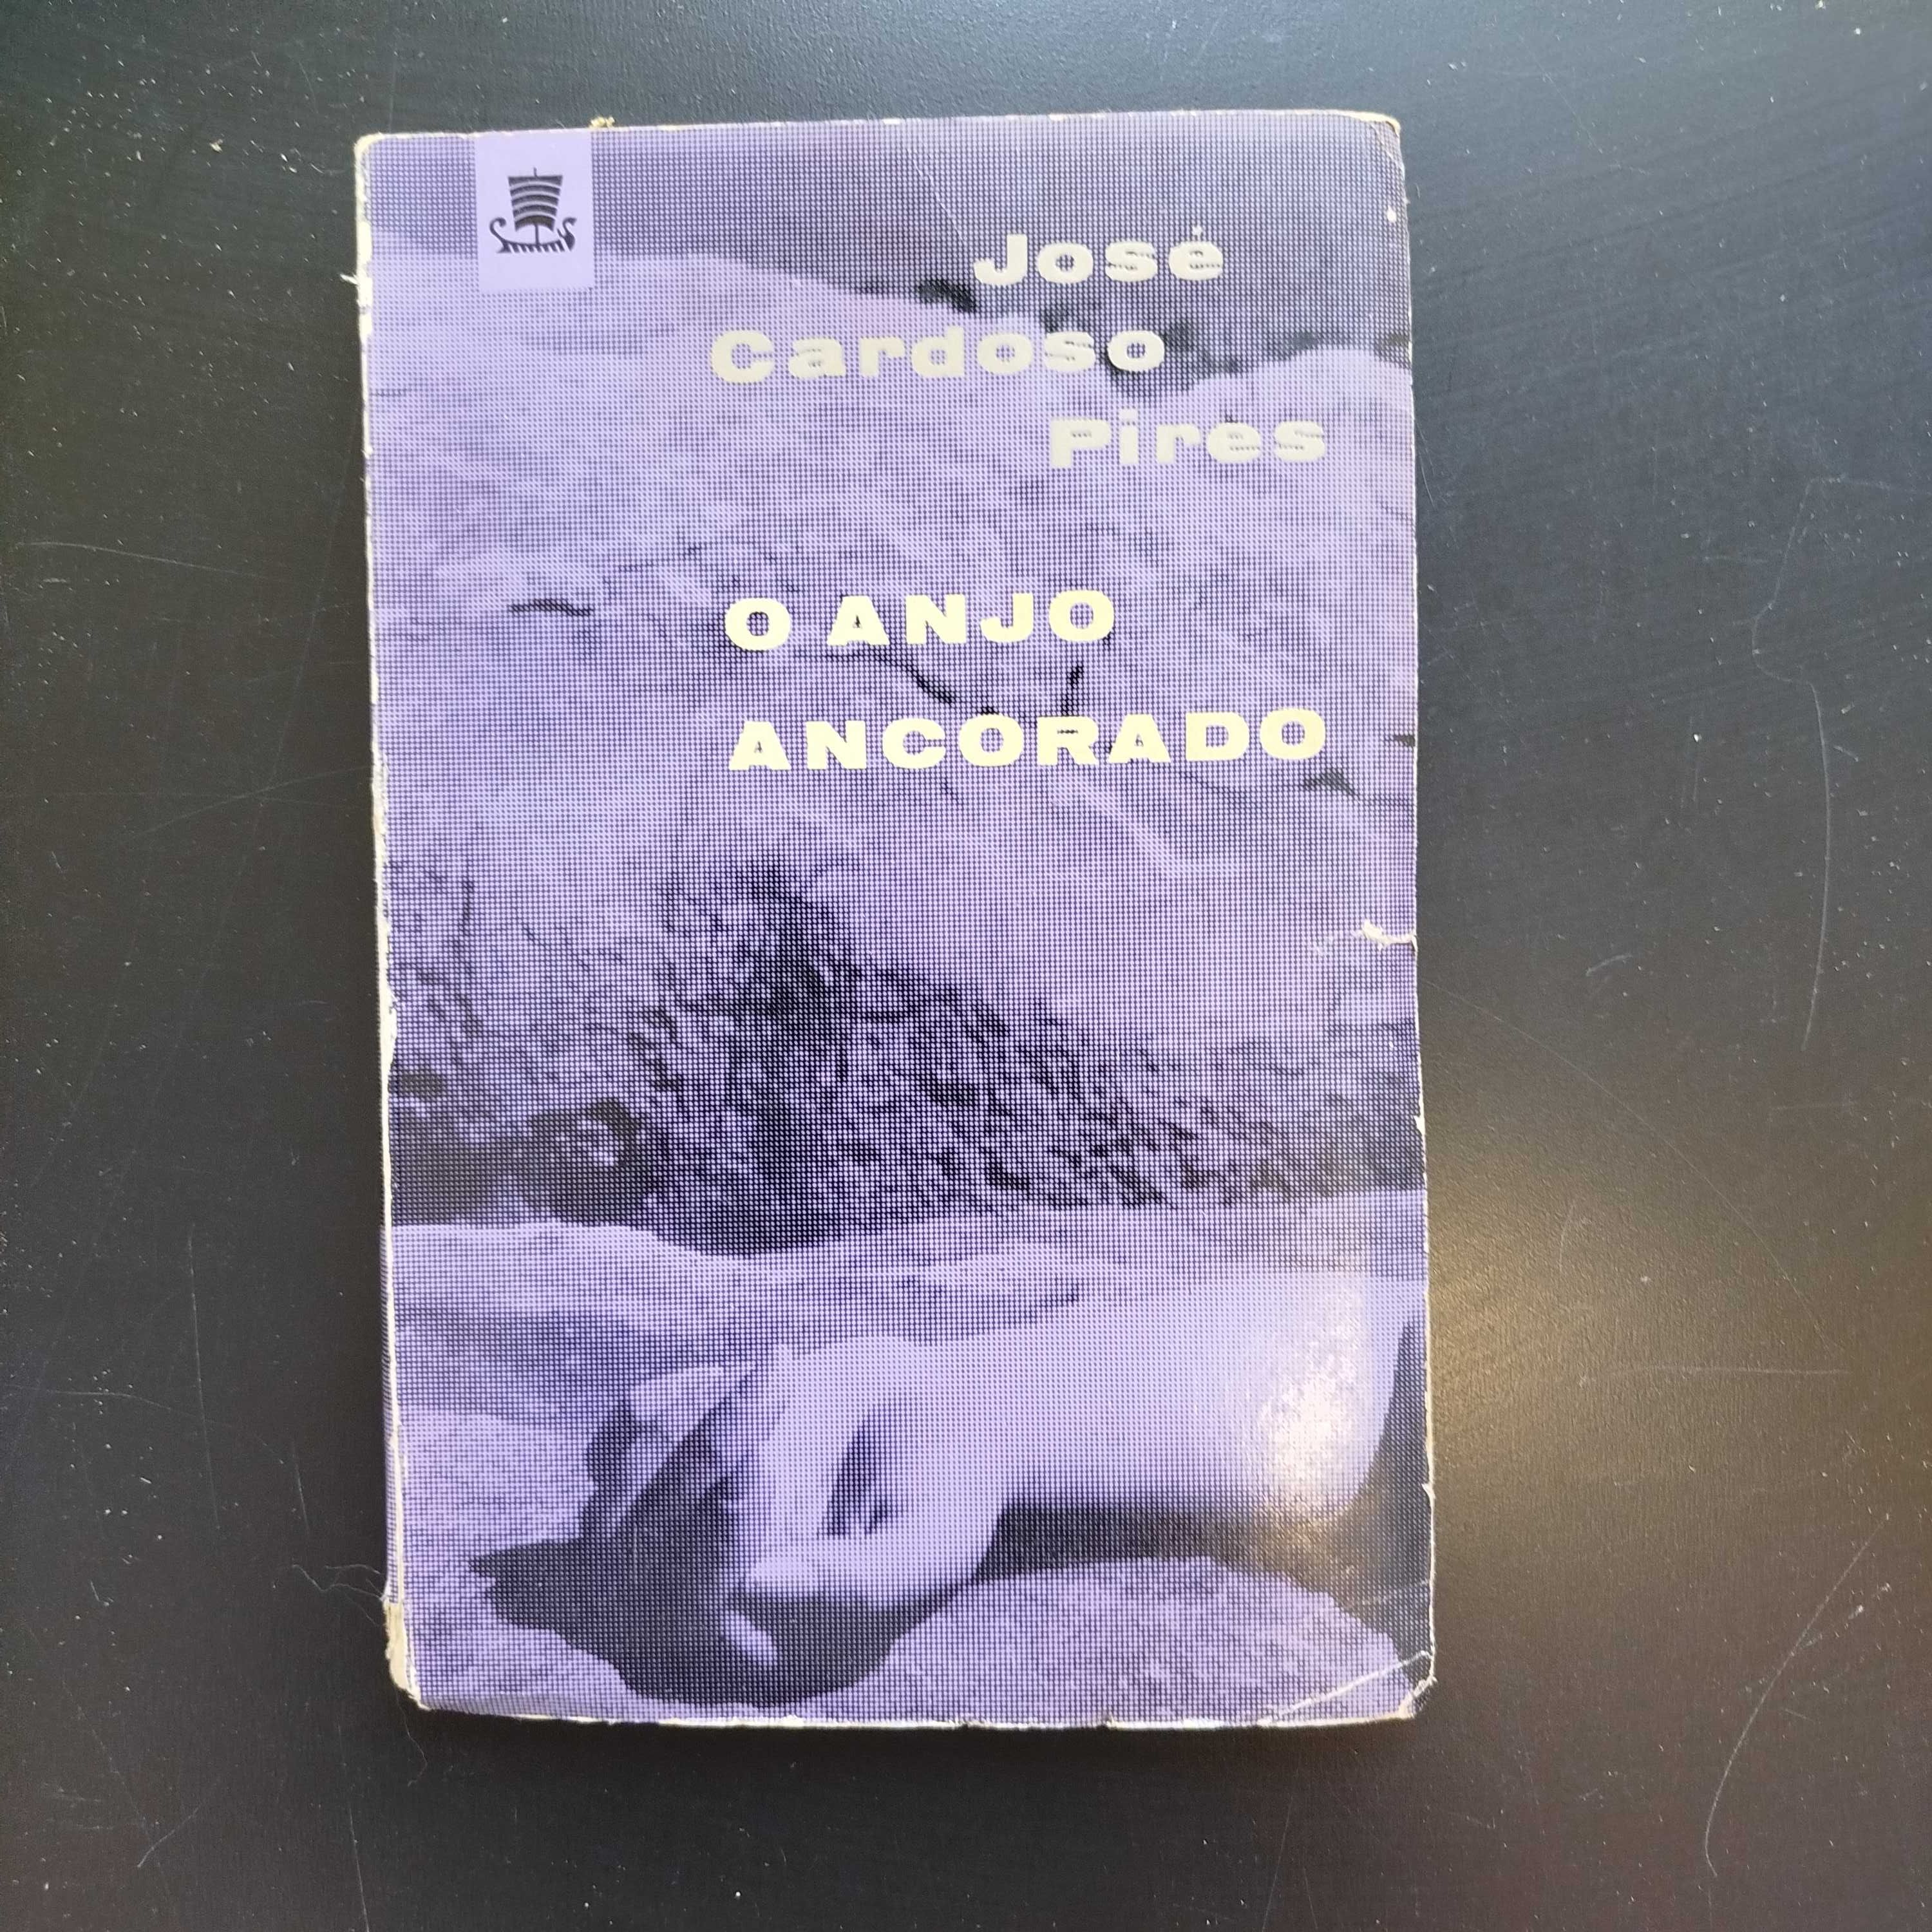 José
Cardoso
Pires
O ANJO
ANCORADO